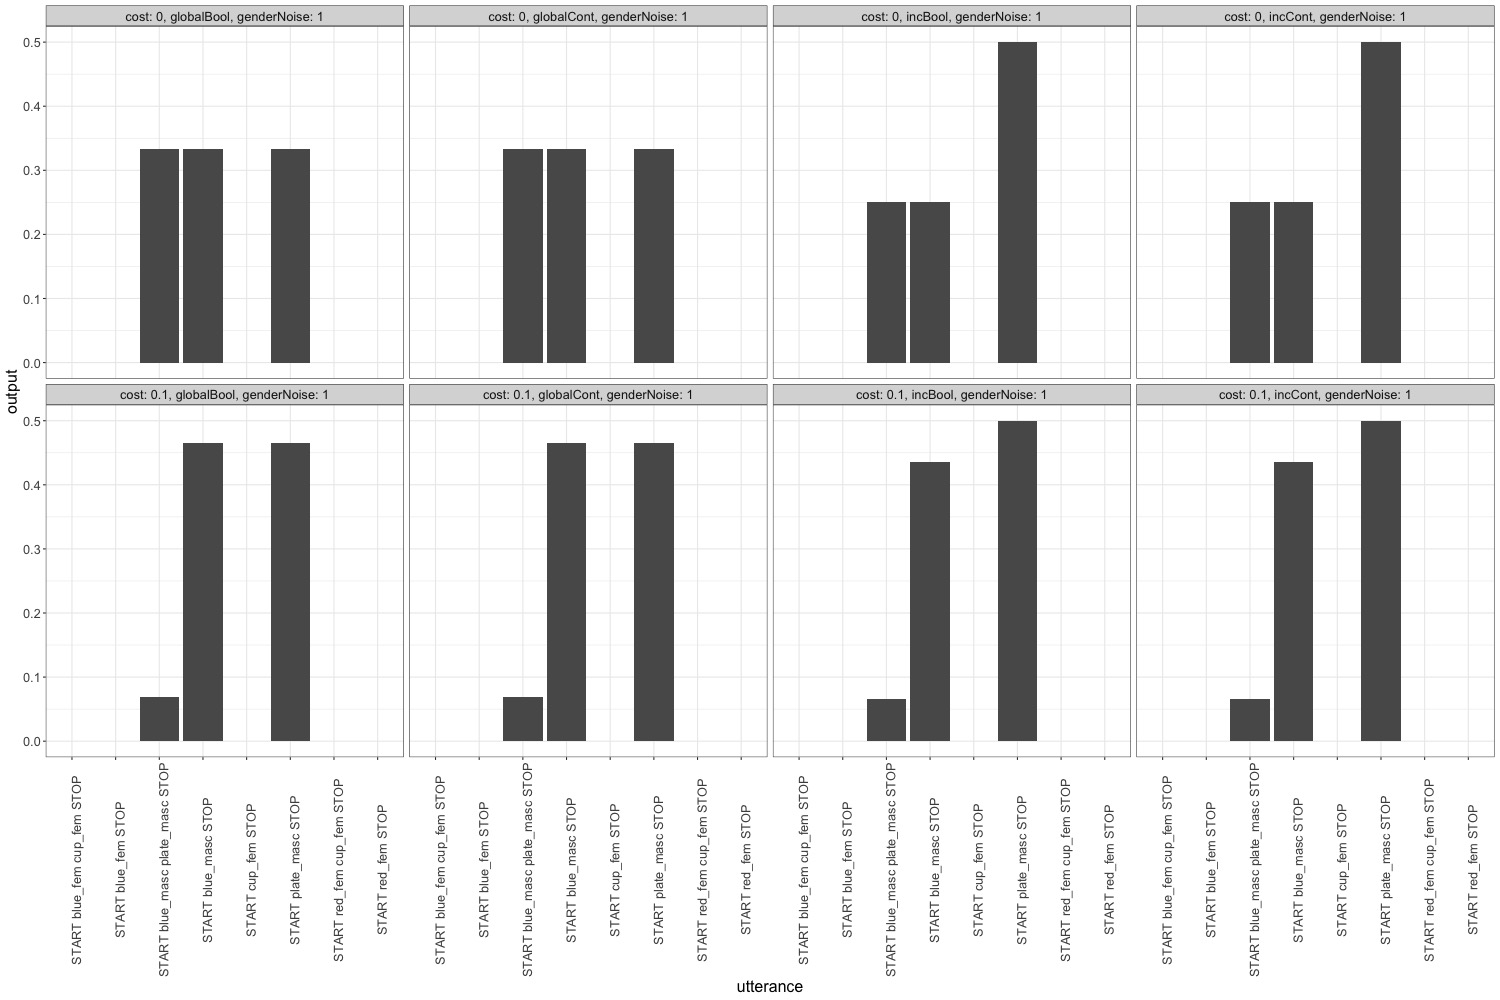 cost: 0, globalBool, genderNoise: 1
cost: 0, globalCont, genderNoise: 1
cost: 0, incBool, genderNoise: 1
cost: 0, incCont, genderNoise: 1
0.5
0.4
0.3
0.2
0.1
0.0
cost: 0.1, globalBool, genderNoise: 1
cost: 0.1, globalCont, genderNoise: 1
cost: 0.1, incBool, genderNoise: 1
cost: 0.1, incCont, genderNoise: 1
0.5
0.4
0.3
0.2
0.1
0.0
output
START blue_fem cup_fem STOP
START blue_fem STOP
START blue_masc plate_masc STOP
START blue_masc STOP
START cup_fem STOP
START plate_masc STOP
START red_fem cup_fem STOP
START red_fem STOP
START blue_fem cup_fem STOP
START blue_fem STOP
START blue_masc plate_masc STOP
START blue_masc STOP
START cup_fem STOP
START plate_masc STOP
START red_fem cup_fem STOP
START red_fem STOP
START blue_fem cup_fem STOP
START blue_fem STOP
START blue_masc plate_masc STOP
START blue_masc STOP
START cup_fem STOP
START plate_masc STOP
START red_fem cup_fem STOP
START red_fem STOP
START blue_fem cup_fem STOP
START blue_fem STOP
START blue_masc plate_masc STOP
START blue_masc STOP
START cup_fem STOP
START plate_masc STOP
START red_fem cup_fem STOP
START red_fem STOP
utterance